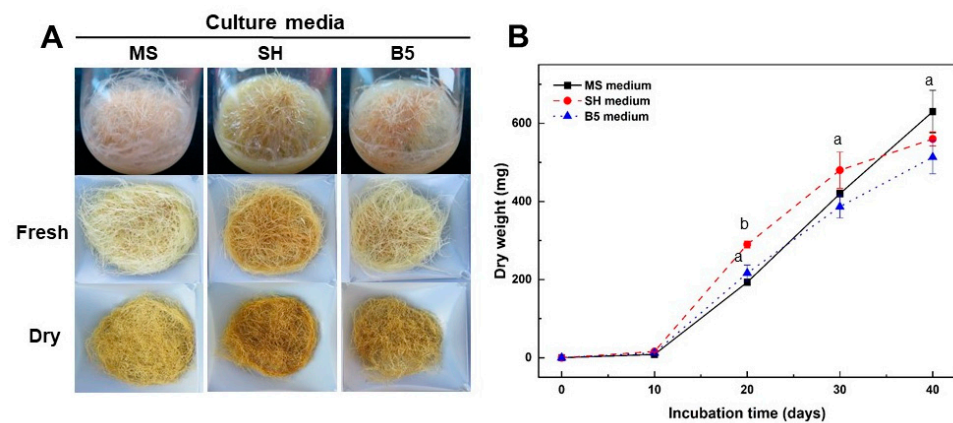 Culture media
A
MS SH B5
Fresh
Dry
B
MS medium
SH medium
B5 medium
a
a
b
a
600
400
200
0
Dry weight (mg)
0 10 20 30 40
Incubation time (days)